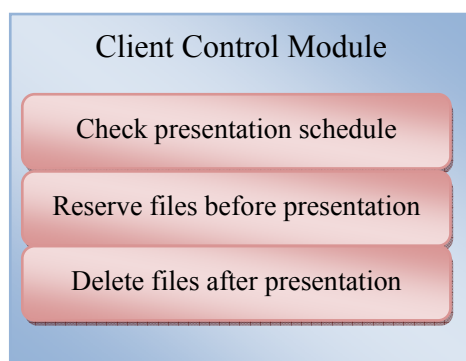 Client Control Module
Check presentation schedule
Reserve files before presentation
Delete files after presentation